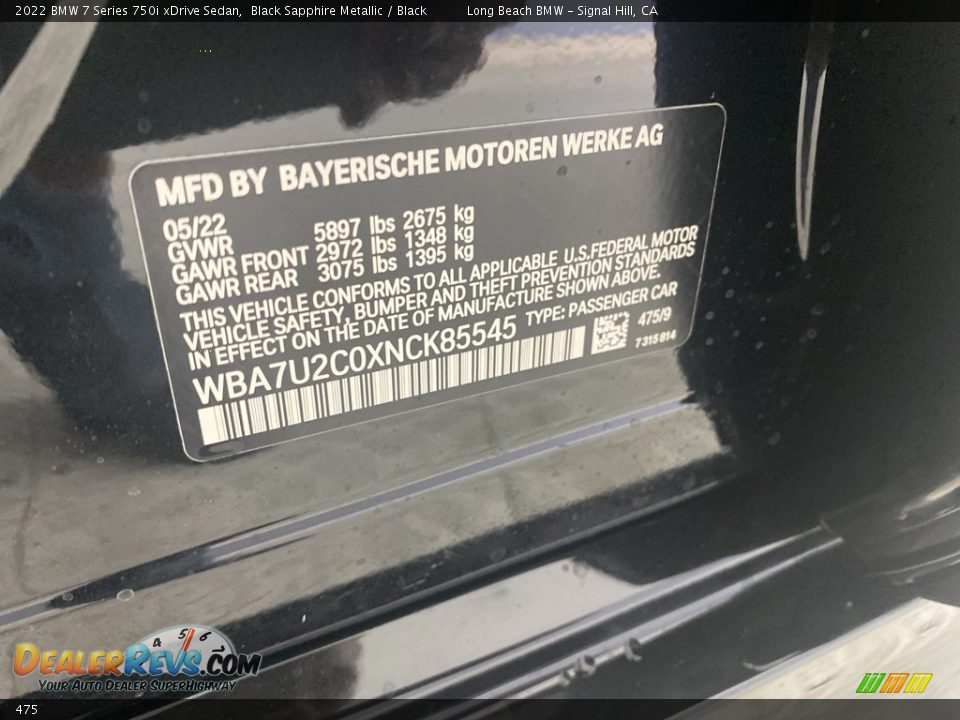 2022 BMW 7 Series 750i xDrive Sedan, Black Sapphire Metallic / Black Long Beach BMW - Signal Hill, CA
MFD BY BAYERISCHE MOTOREN WERKE AG
05/22
GVWR 5897 lbs 2675 kg
GAWR FRONT 2972 lbs 1348 kg
GAWR REAR 3075 lbs 1395 kg
THIS VEHICLE CONFORMS TO ALL APPLICABLE U.S.FEDERAL MOTOR
VEHICLE SAFETY, BUMPER AND THEFT PREVENTION STANDARDS
IN EFFECT ON THE DATE OF MANUFACTURE SHOWN ABOVE.
WBA7U2C0XNCK85545 TYPE: PASSENGER CAR
475/9
7315814
4 5 6
DEALERREVS.COM
YOUR AUTO DEALER SUPERHIGHWAY
475